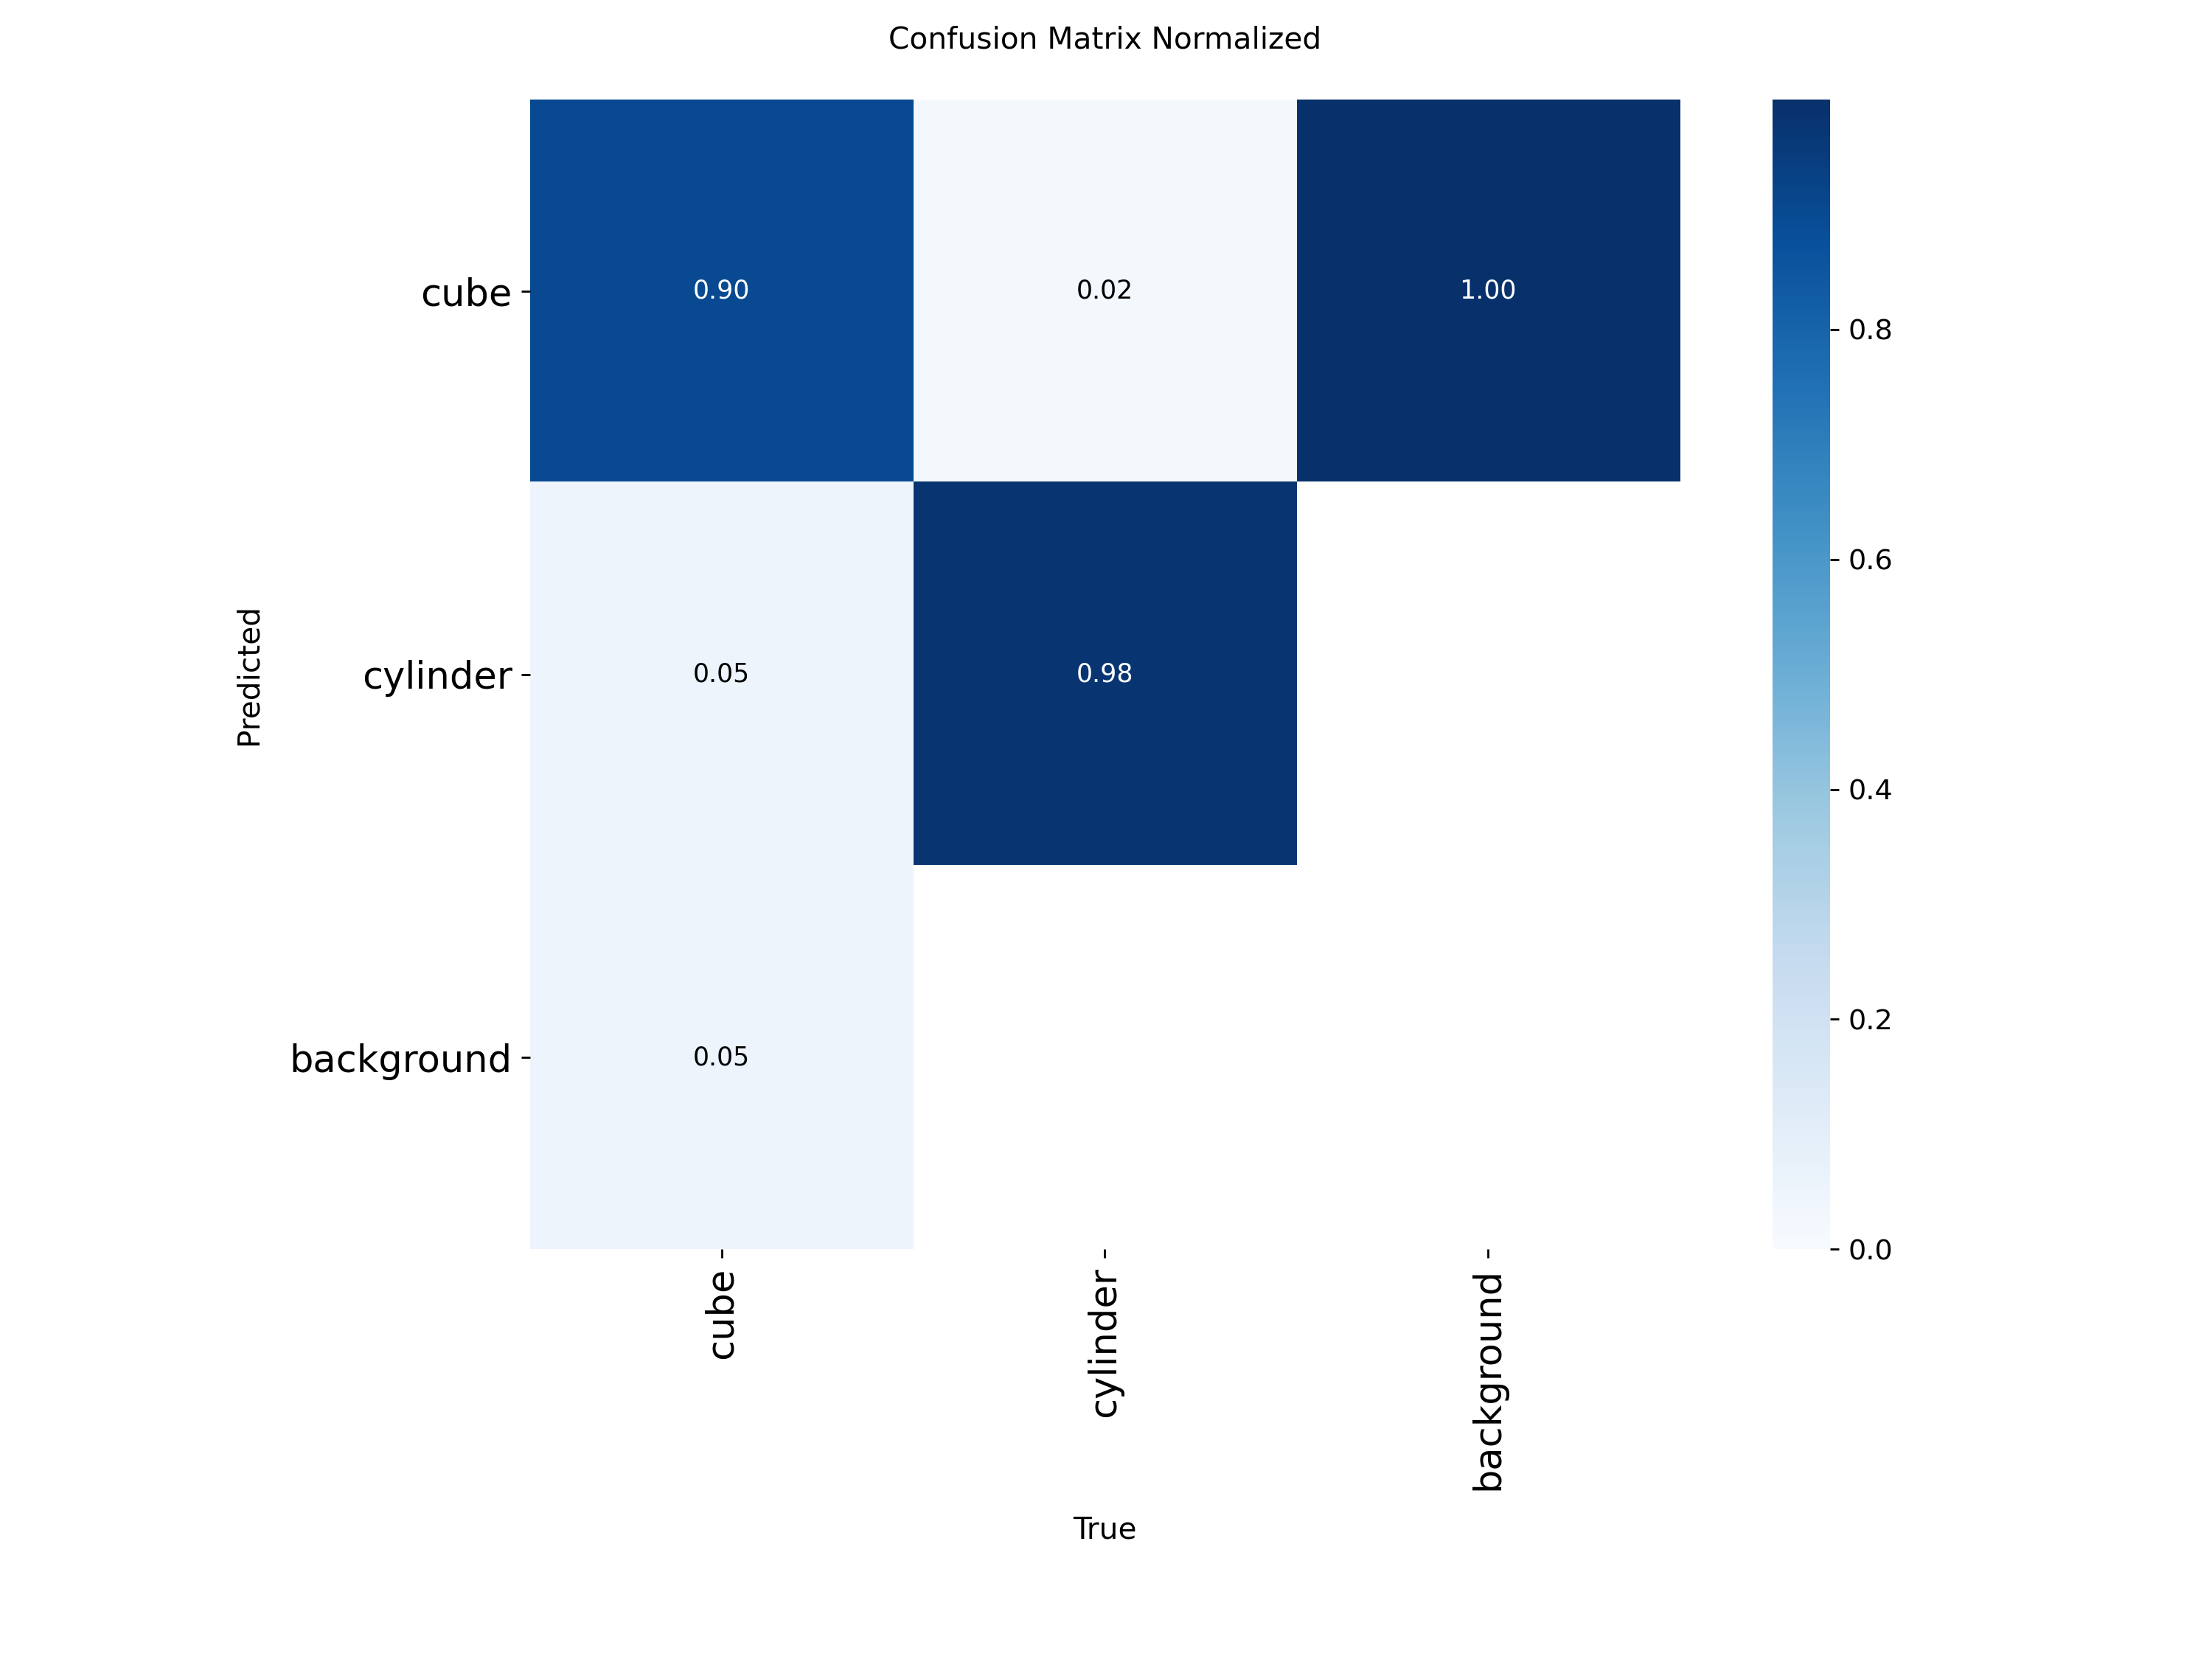 Confusion Matrix Normalized
cube
0.90
0.02
1.00
cylinder
0.05
0.98
background
0.05
Predicted
cube
cylinder
background
True
0.8
0.6
0.4
0.2
0.0